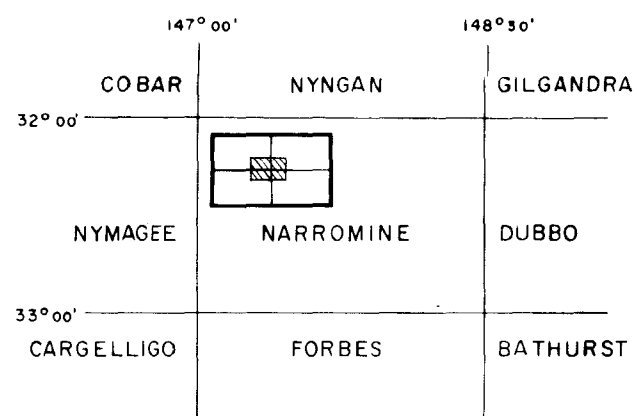 147° 00' 148° 30'
COBAR NYNGAN GILGANDRA
32° 00'
NYMAGEE NARROMINE DUBBO
33° 00'
CARGELLIGO FORBES BATHURST